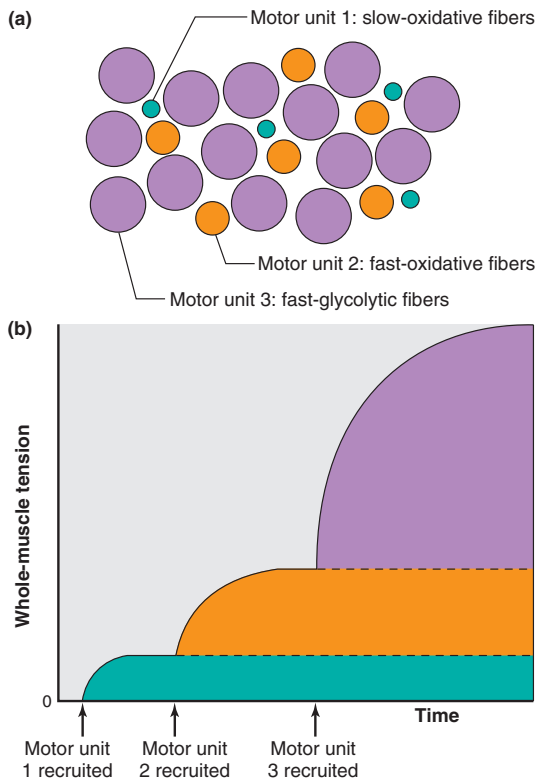 (a)
Motor unit 1: slow-oxidative fibers
Motor unit 2: fast-oxidative fibers
Motor unit 3: fast-glycolytic fibers
(b)
Whole-muscle tension
0
Time
Motor unit
1 recruited
Motor unit
2 recruited
Motor unit
3 recruited